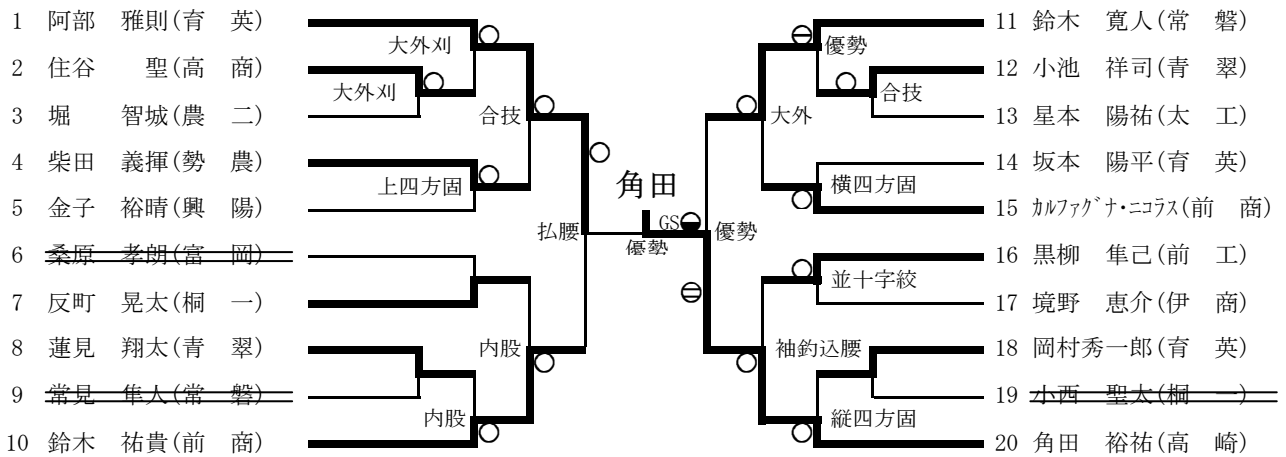 1 阿部 雅則(育 英)
2 住谷 聖(高 商)
3 堀 智城(農 二)
4 柴田 義揮(勢 農)
5 金子 裕晴(興 陽)
6 桑原 孝朗(富 岡)
7 反町 晃太(桐 一)
8 蓮見 翔太(青 翠)
9 常見 隼人(常 磐)
10 鈴木 祐貴(前 商)
大外刈
大外刈
合技
上四方固
払腰
内股
内股
角田
GS
優勢
優勢
優勢
合技
大外
横四方固
並十字絞
袖釣込腰
縦四方固
11 鈴木 寛人(常 磐)
12 小池 祥司(青 翠)
13 星本 陽祐(太 工)
14 坂本 陽平(育 英)
15 カルファグナ・ニコラス(前 商)
16 黒柳 隼己(前 工)
17 境野 恵介(伊 商)
18 岡村秀一郎(育 英)
19 小西 聖太(桐 一)
20 角田 裕祐(高 崎)